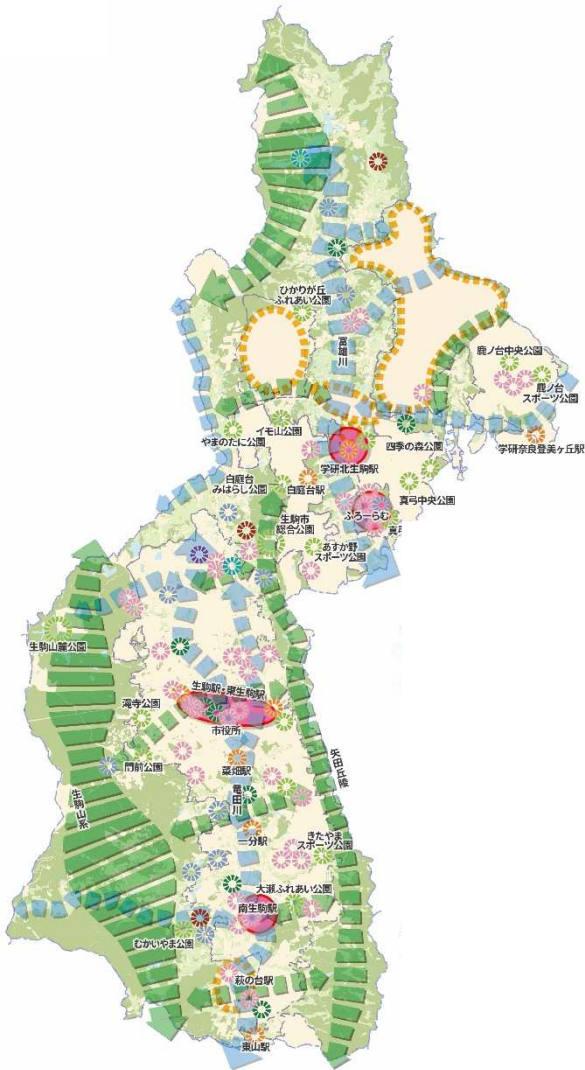 ひかりが丘
ふれあい公園
富雄川
鹿ノ台中央公園
鹿ノ台
スポーツ公園
イモ山公園
やまのたに公園
四季の森公園
学研奈良登美ヶ丘駅
学研北生駒駅
白庭台
みはらし公園
白庭台駅
真弓中央公園
生駒市
総合公園
ふろーらむ
真弓
あすか野
スポーツ公園
生駒山麓公園
生駒駅・東生駒駅
滝寺公園
市役所
矢田丘陵
門前公園
菜畑駅
生駒山系
竜田川
一分駅
きたやま
スポーツ公園
大瀬ふれあい公園
南生駒駅
むかいやま公園
萩の台駅
東山駅